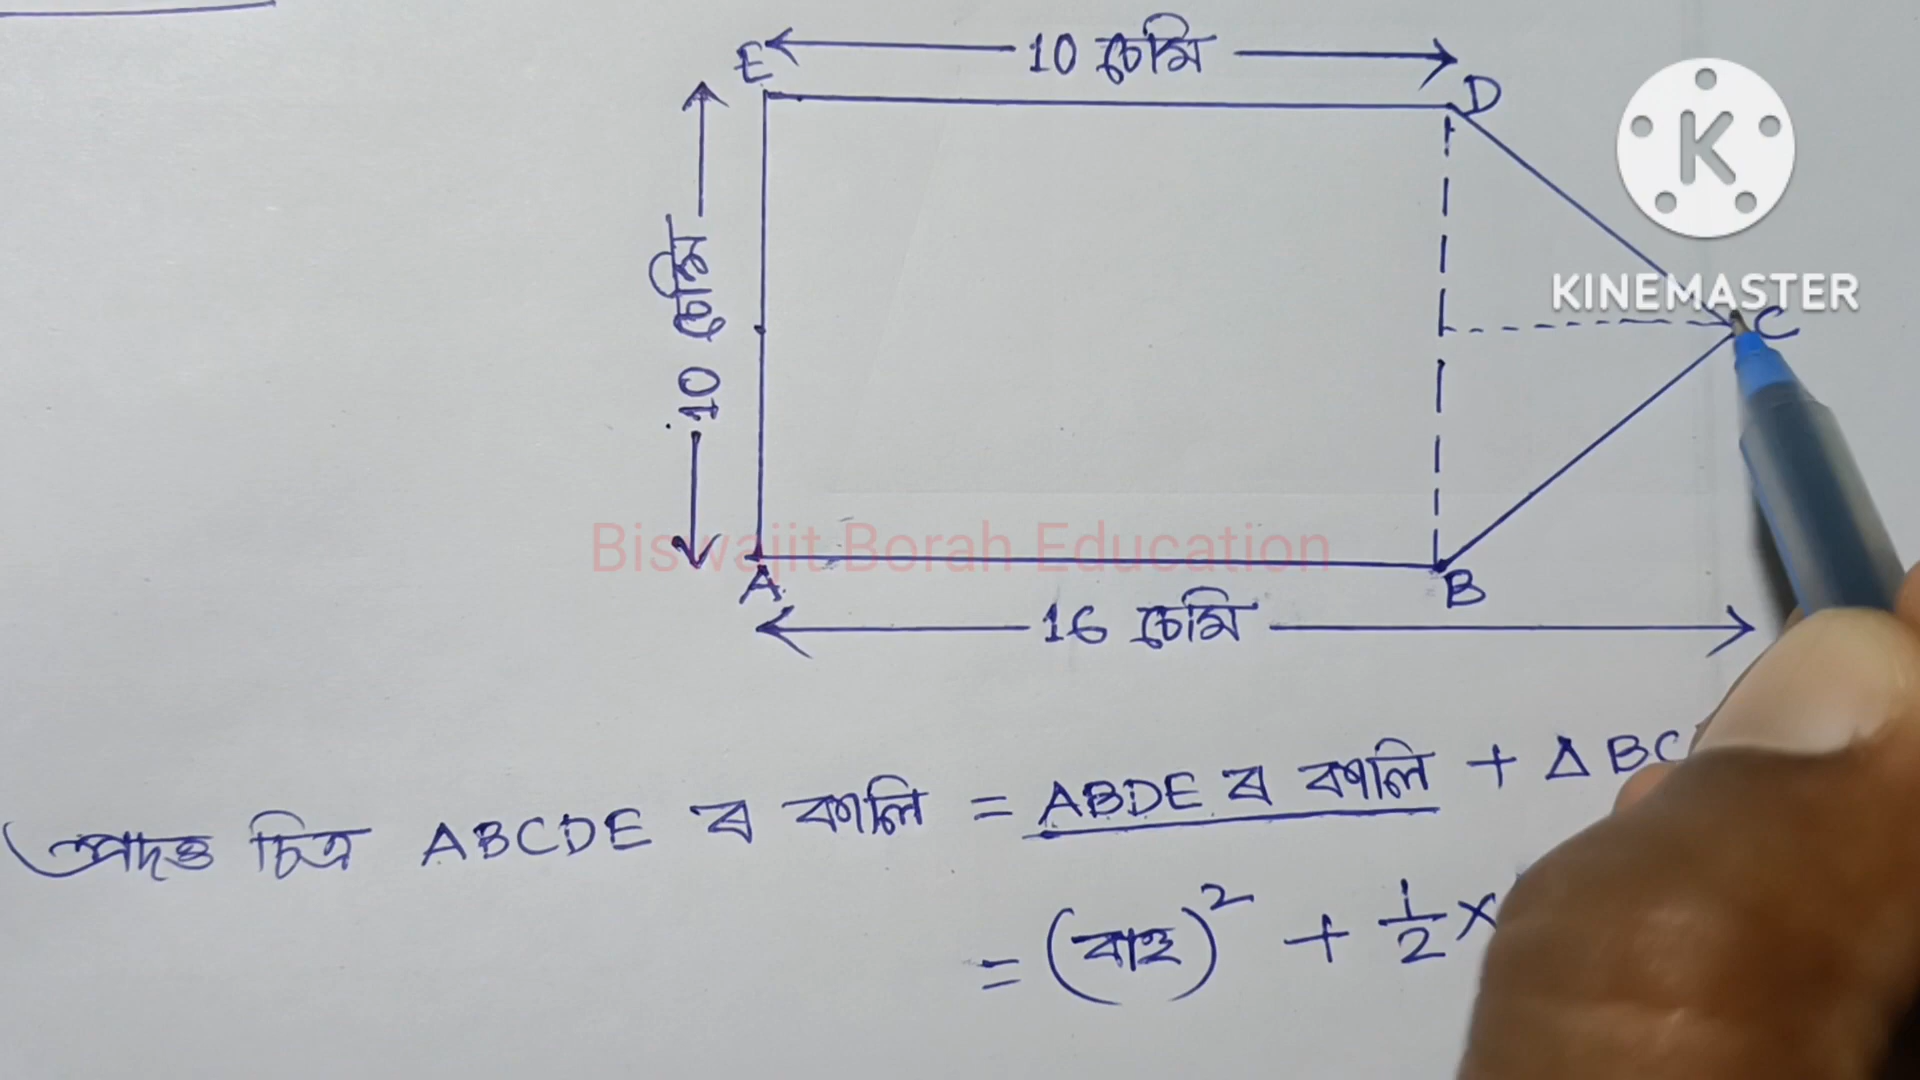 E
10 চেমি
D
K
KINEMASTER
10 চেমি
C
Biswajit Borah Education
A
B
16 চেমি
প্ৰদত্ত চিত্ৰ ABCDE ৰ কালি = ABDE ৰ কালি + Δ BC
= (বাহু)² + 1/2 ×